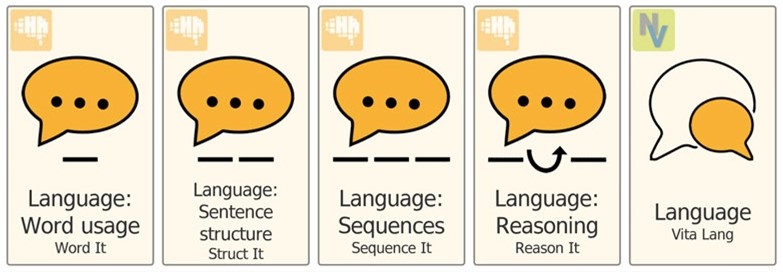 Language:
Word usage
Word It
Language:
Sentence
structure
Struct It
Language:
Sequences
Sequence It
Language:
Reasoning
Reason It
NV
Language
Vita Lang